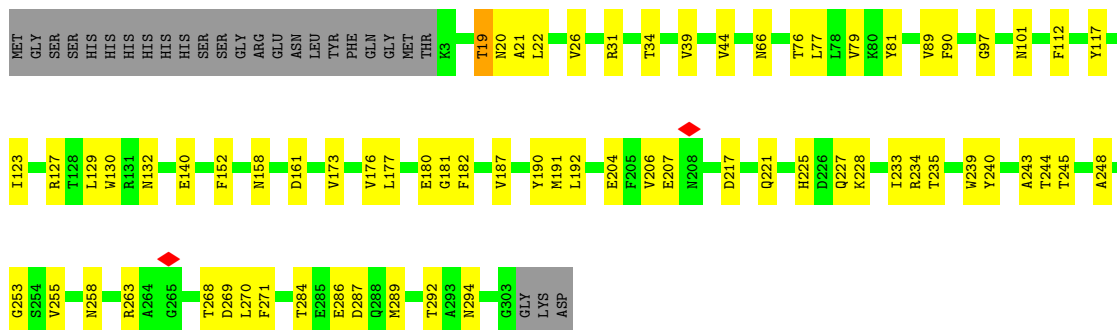 MET GLY SER SER HIS HIS HIS HIS HIS HIS SER SER GLY ARG GLU ASN LEU TYR PHE GLN GLY MET THR K3 T19 N20 A21 L22 V26 R31 T34 V39 V44 N66 T76 L77 L78 V79 K80 Y81 V89 F90 G97 N101 F112 Y117
I123 R127 T128 L129 W130 R131 N132 E140 F152 N158 D161 V173 V176 L177 E180 G181 F182 V187 Y190 M191 L192 E204 F205 V206 E207 N208 D217 Q221 H225 D226 Q227 K228 I233 R234 T235 W239 Y240 A243 T244 T245 A248
G253 S254 V255 N258 R263 A264 G265 T268 D269 L270 F271 T284 E285 E286 D287 Q288 M289 T292 A293 N294 G303 GLY LYS ASP